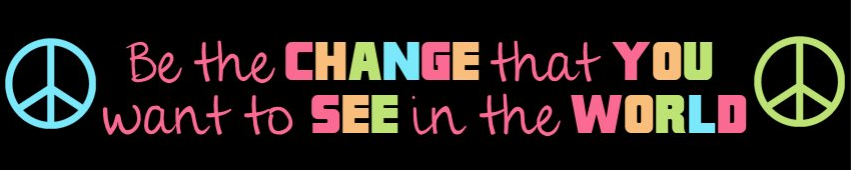 Be the CHANGE that YOU
want to SEE in the WORLD